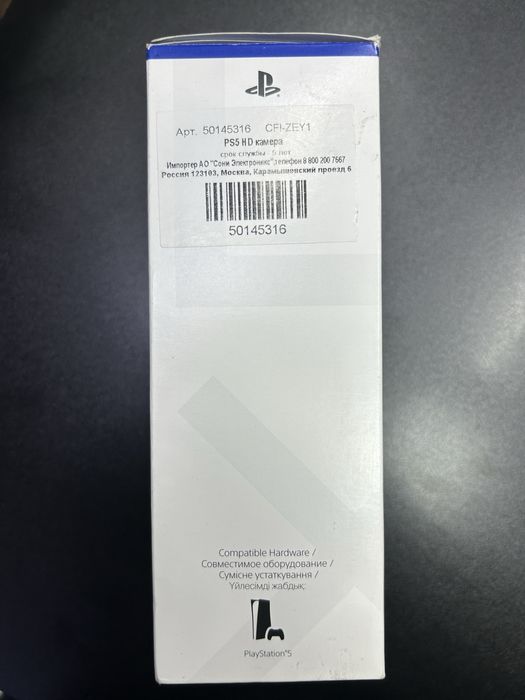 Арт. 50145316 CFI-ZEY1
PS5 HD камера
срок службы - 5 лет
Импортер АО "Сони Электроникс",телефон 8 800 200 7667
Россия 123103, Москва, Карамышевский проезд 6
50145316
Compatible Hardware /
Совместимое оборудование /
Сумісне устаткування /
Үйлесімді жабдық:
PlayStation®5